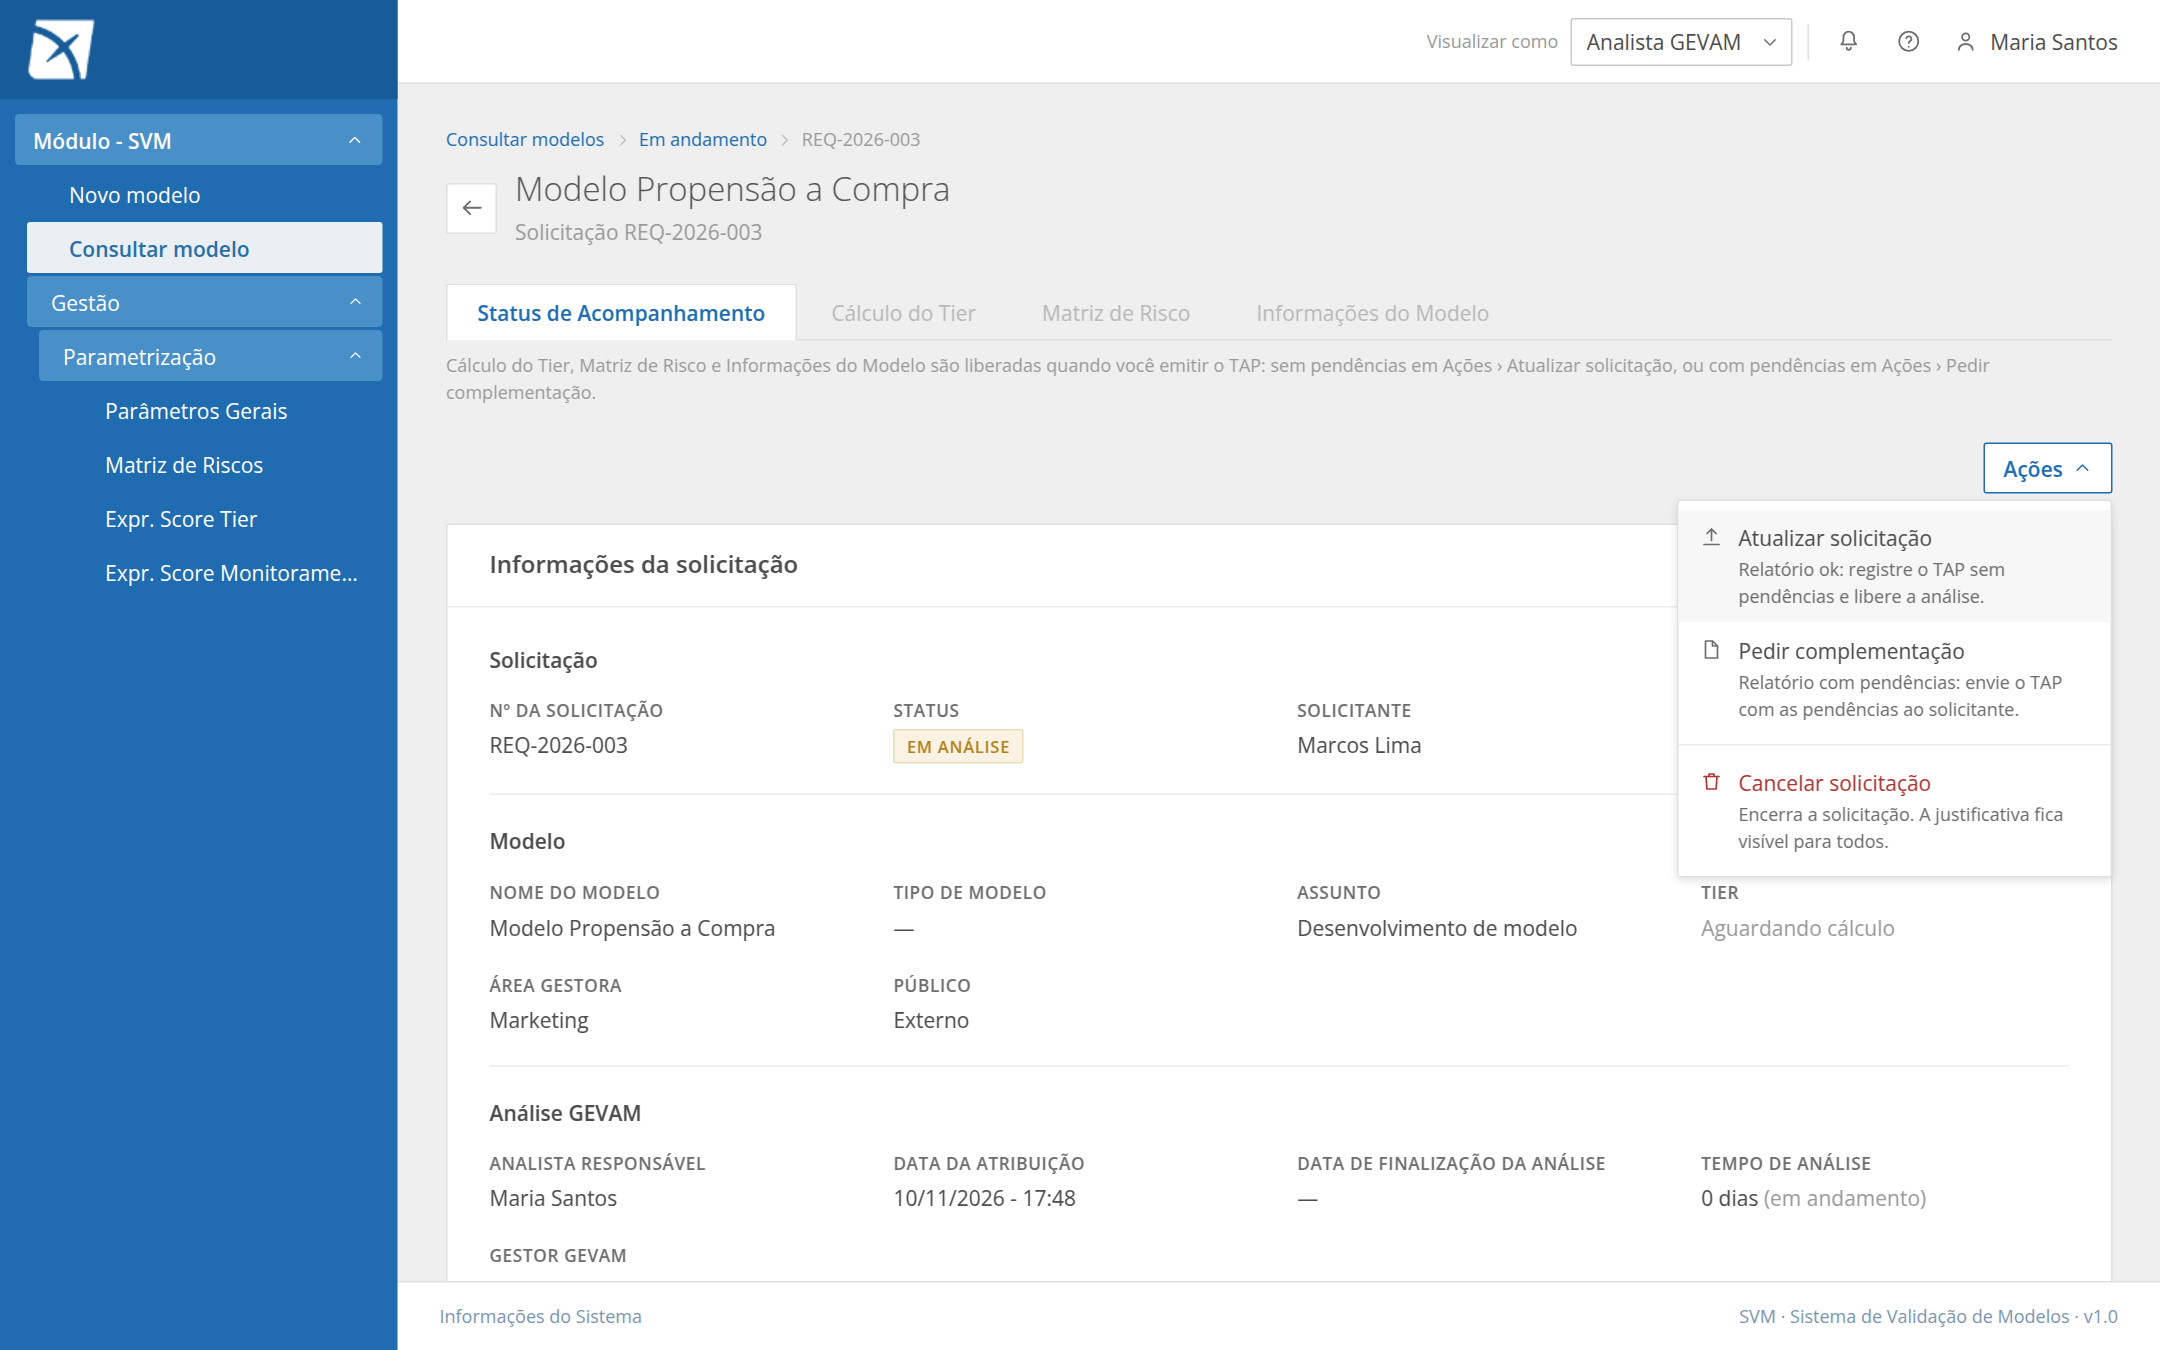 Visualizar como
Analista GEVAM
Maria Santos
Módulo - SVM
Novo modelo
Consultar modelo
Gestão
Parametrização
Parâmetros Gerais
Matriz de Riscos
Expr. Score Tier
Expr. Score Monitorame...
Consultar modelos > Em andamento > REQ-2026-003
Modelo Propensão a Compra
Solicitação REQ-2026-003
Status de Acompanhamento
Cálculo do Tier
Matriz de Risco
Informações do Modelo
Cálculo do Tier, Matriz de Risco e Informações do Modelo são liberadas quando você emitir o TAP: sem pendências em Ações › Atualizar solicitação, ou com pendências em Ações › Pedir
complementação.
Ações
Atualizar solicitação
Relatório ok: registre o TAP sem
pendências e libere a análise.
Pedir complementação
Relatório com pendências: envie o TAP
com as pendências ao solicitante.
Cancelar solicitação
Encerra a solicitação. A justificativa fica
visível para todos.
Informações da solicitação
Solicitação
Nº DA SOLICITAÇÃO
REQ-2026-003
STATUS
EM ANÁLISE
SOLICITANTE
Marcos Lima
Modelo
NOME DO MODELO
Modelo Propensão a Compra
TIPO DE MODELO
—
ASSUNTO
Desenvolvimento de modelo
TIER
Aguardando cálculo
ÁREA GESTORA
Marketing
PÚBLICO
Externo
Análise GEVAM
ANALISTA RESPONSÁVEL
Maria Santos
DATA DA ATRIBUIÇÃO
10/11/2026 - 17:48
DATA DE FINALIZAÇÃO DA ANÁLISE
—
TEMPO DE ANÁLISE
0 dias (em andamento)
GESTOR GEVAM
Informações do Sistema
SVM · Sistema de Validação de Modelos · v1.0